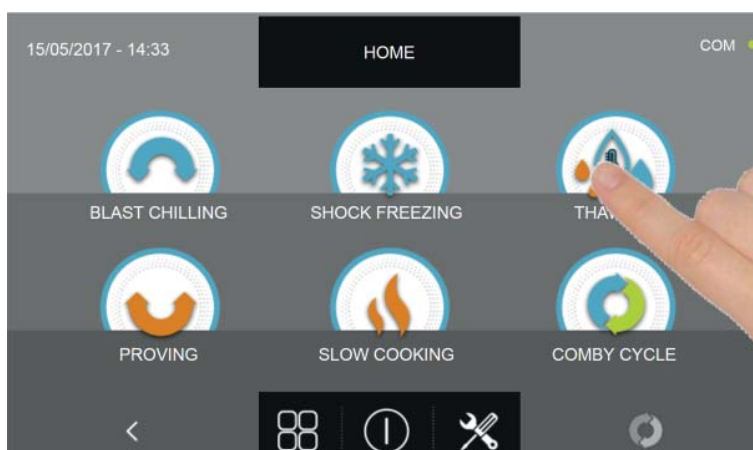 15/05/2017 - 14:33
HOME
COM
BLAST CHILLING
SHOCK FREEZING
PROVING
SLOW COOKING
COMBY CYCLE